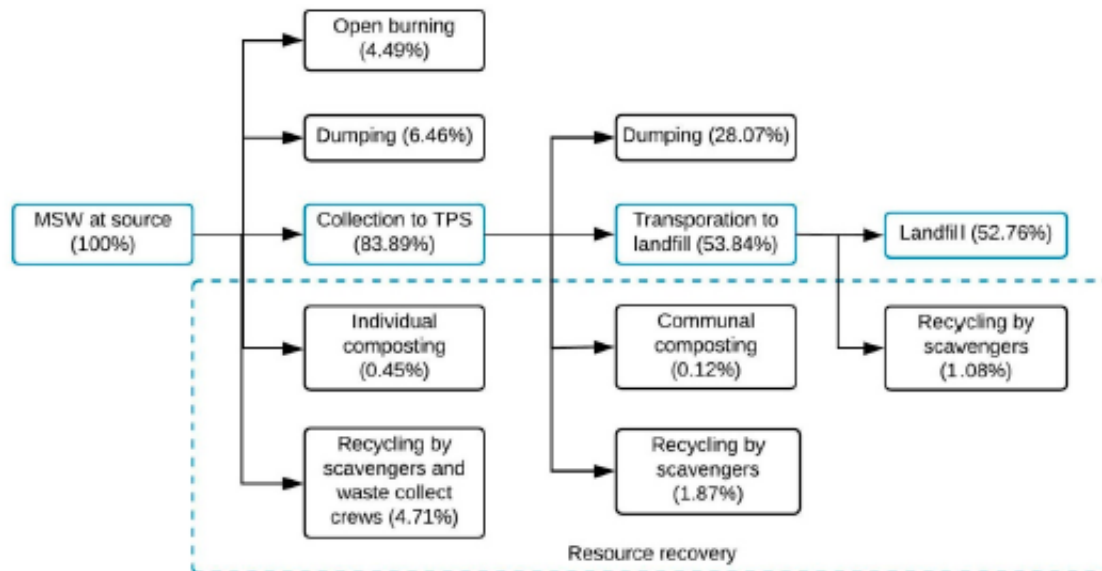 Open burning
(4.49%)
Dumping (6.46%)
Dumping (28.07%)
MSW at source
(100%)
Collection to TPS
(83.89%)
Transporation to
landfill (53.84%)
Landfill (52.76%)
Individual
composting
(0.45%)
Communal
composting
(0.12%)
Recycling by
scavengers
(1.08%)
Recycling by
scavengers and
waste collect
crews (4.71%)
Recycling by
scavengers
(1.87%)
Resource recovery